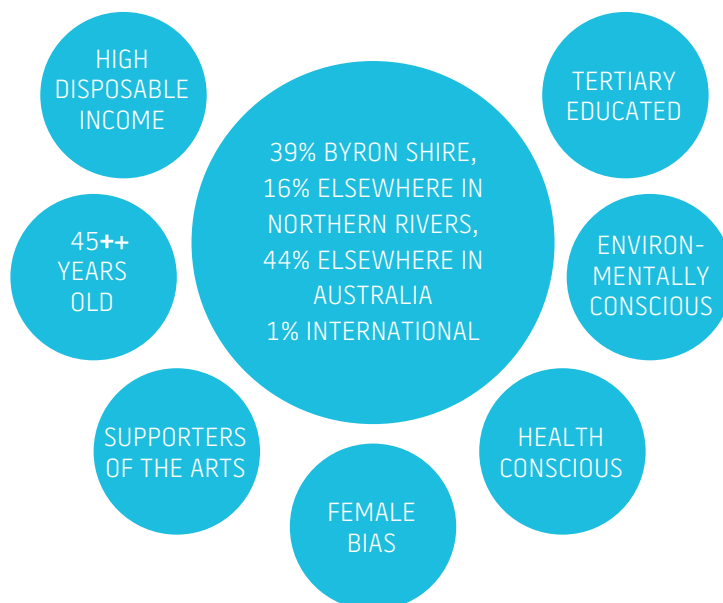 HIGH
DISPOSABLE
INCOME
TERTIARY
EDUCATED
39% BYRON SHIRE,
16% ELSEWHERE IN
NORTHERN RIVERS,
44% ELSEWHERE IN
AUSTRALIA
1% INTERNATIONAL
45++
YEARS
OLD
ENVIRON-
MENTALLY
CONSCIOUS
SUPPORTERS
OF THE ARTS
HEALTH
CONSCIOUS
FEMALE
BIAS